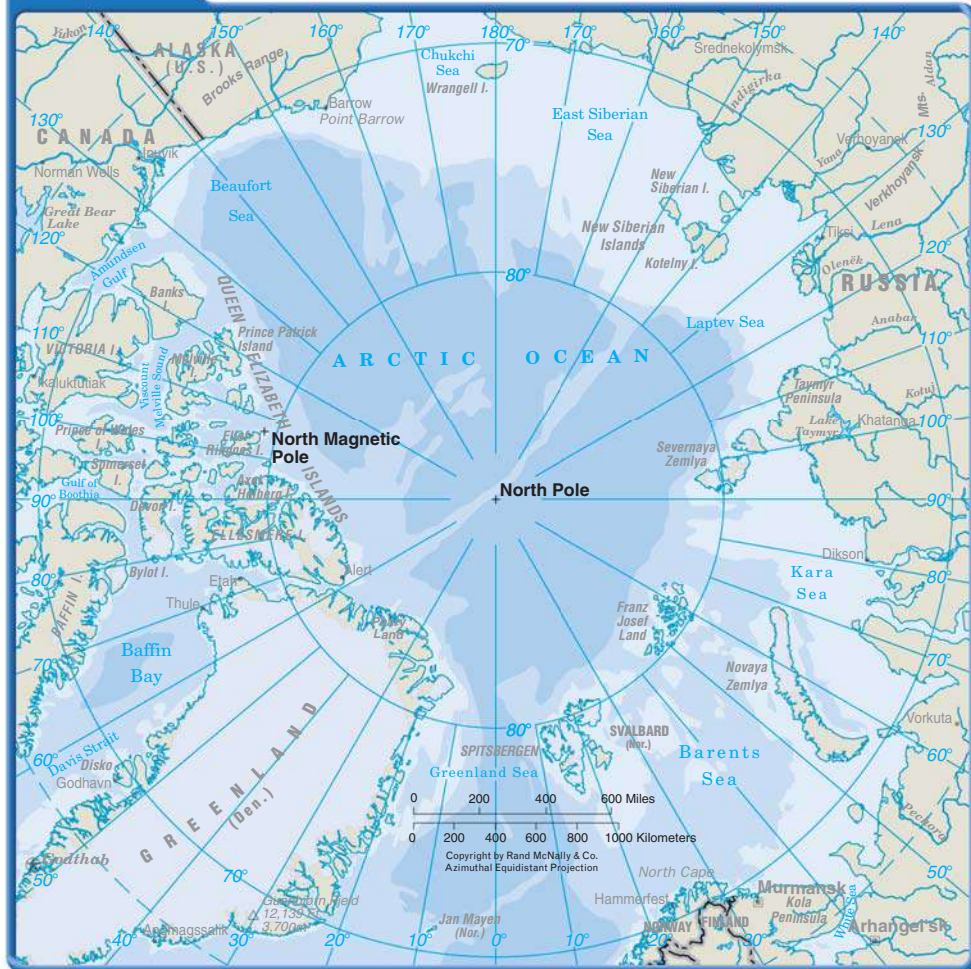 140°
150°
160°
170°
180°
170°
160°
150°
140°
70°
Yukon
ALASKA
(U.S.)
Brooks Range
Chukchi
Sea
Wrangell I.
Srednekolymsk
Indigirka
Aldan
Mts.
Barrow
Point Barrow
East Siberian
Sea
130°
CANADA
Inuvik
Norman Wells
Great Bear
Lake
120°
Beaufort
Sea
New
Siberian I.
New Siberian
Islands
Kotelny I.
Yana
Verhoyansk
Verkhoyansk
130°
Lena
Tiksi
120°
Olenëk
RUSSIA
Amundsen
Gulf
Banks
I.
80°
QUEEN ELIZABETH ISLANDS
Prince Patrick
Island
Laptev Sea
Anabar
110°
110°
VICTORIA I.
Viscount
Melville Sound
Melville
I.
ARCTIC OCEAN
Taymyr
Peninsula
Kotuj
Ikaluktutiak
Lake
Taymyr
Khatanga
100°
100°
Prince of Wales
I.
Ellef
Ringnes I.
North Magnetic
Pole
Severnaya
Zemlya
Somerset
I.
Gulf of
Boothia
Axel
Heiberg I.
North Pole
90°
90°
Devon I.
ELLESMERE I.
Dikson
80°
Bylot I.
Etah
Alert
Kara
Sea
80°
BAFFIN I.
Thule
Peary
Land
Franz
Josef
Land
70°
Baffin
Bay
Novaya
Zemlya
70°
Davis Strait
60°
Disko
Godhavn
GREENLAND
(Den.)
80°
SPITSBERGEN
SVALBARD
(Nor.)
Greenland Sea
Barents
Sea
Vorkuta
60°
0 200 400 600 Miles
0 200 400 600 800 1000 Kilometers
Copyright by Rand McNally & Co.
Azimuthal Equidistant Projection
Pechora
Godthab
50°
70°
North Cape
50°
Gunnbjorn Fjeld
12,139 Ft.
3,700m
Hammerfest
Murmansk
Kola
Peninsula
White Sea
Angmagssalik
Jan Mayen
(Nor.)
NORWAY
FINLAND
Arhangel'sk
40°
30°
20°
10°
0°
10°
20°
30°